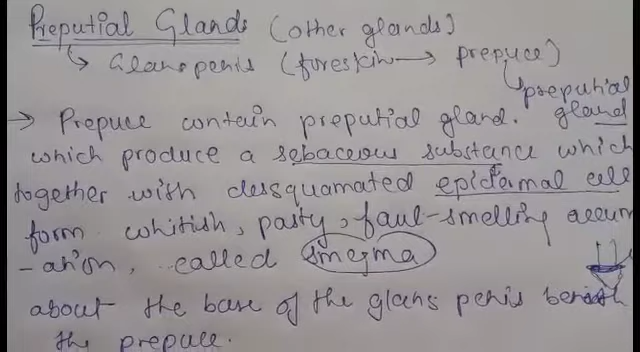 Preputial Glands (other glands)
↳ Glans penis (foreskin → prepuce)
↳ preputial
gland
→ Prepuce contain preputial gland.
which produce a sebaceous substance which
together with dessquamated epidermal cell
form whitish, pasty, faul-smelling accum
-ation, called smegma
about the base of the glans penis beneath
the prepuce.